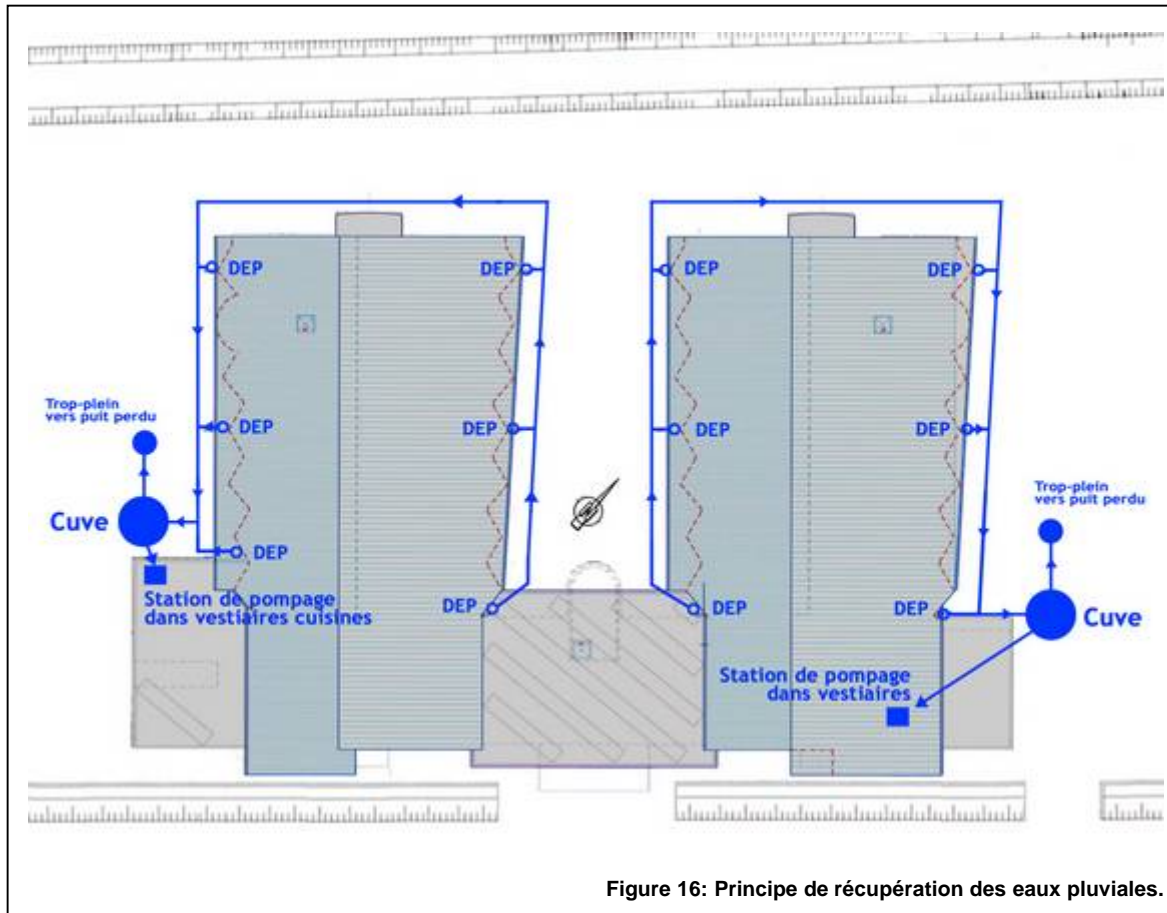 DEP
DEP
DEP
DEP
Trop-plein
vers puit perdu
DEP
DEP
DEP
DEP
Trop-plein
vers puit perdu
Cuve
DEP
Station de pompage
dans vestiaires cuisines
DEP
DEP
DEP
Cuve
Station de pompage
dans vestiaires
Figure 16: Principe de récupération des eaux pluviales.